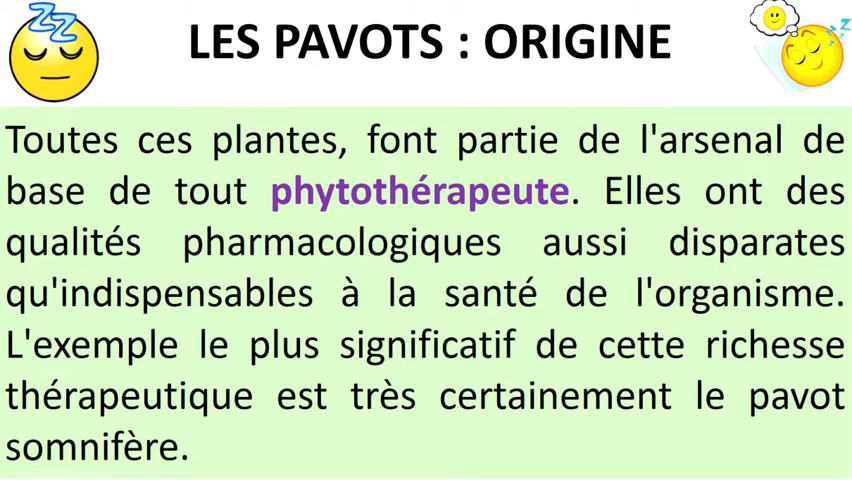 LES PAVOTS : ORIGINE
Toutes ces plantes, font partie de l'arsenal de
base de tout phytothérapeute. Elles ont des
qualités pharmacologiques aussi disparates
qu'indispensables à la santé de l'organisme.
L'exemple le plus significatif de cette richesse
thérapeutique est très certainement le pavot
somnifère.